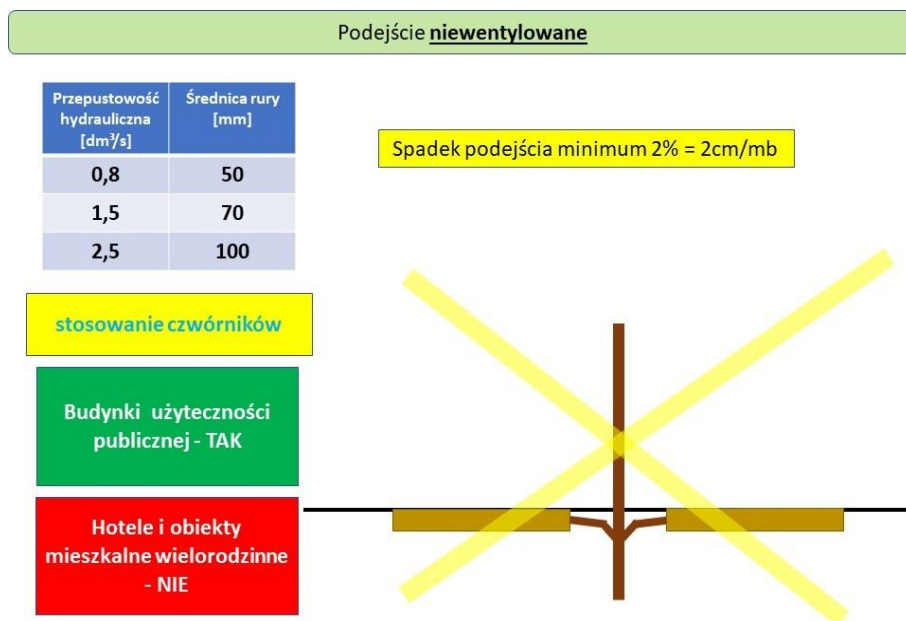 Podejście niewentylowane
Przepustowość
hydrauliczna
[dm³/s]
Średnica rury
[mm]
0,8 50
1,5 70
2,5 100
Spadek podejścia minimum 2% = 2cm/mb
stosowanie czwórników
Budynki użyteczności
publicznej - TAK
Hotele i obiekty
mieszkalne wielorodzinne
- NIE